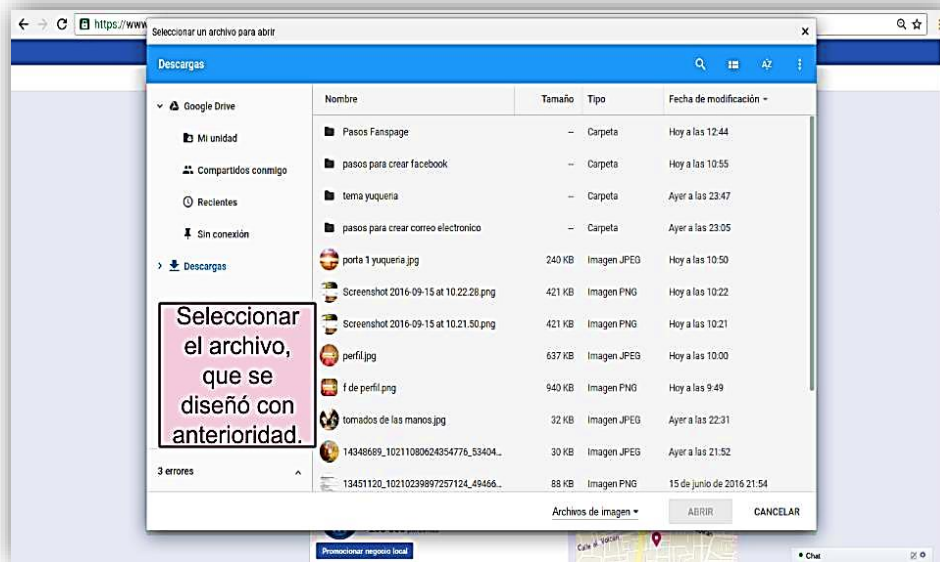 https://www
Seleccionar un archivo para abrir
x
Descargas
Google Drive
Mi unidad
Compartidos conmigo
Recientes
Sin conexión
Descargas
Seleccionar
el archivo,
que se
diseñó con
anterioridad.
3 errores
Nombre Tamaño Tipo Fecha de modificación
Pasos Fanspage – Carpeta Hoy a las 12:44
pasos para crear facebook – Carpeta Hoy a las 10:55
tema yuqueria – Carpeta Ayer a las 23:47
pasos para crear correo electronico – Carpeta Ayer a las 23:05
porta 1 yuqueria.jpg 240 KB Imagen JPEG Hoy a las 10:50
Screenshot 2016-09-15 at 10.22.28.png 421 KB Imagen PNG Hoy a las 10:22
Screenshot 2016-09-15 at 10.21.50.png 421 KB Imagen PNG Hoy a las 10:21
perfil.jpg 637 KB Imagen JPEG Hoy a las 10:00
f de perfil.png 940 KB Imagen PNG Hoy a las 9:49
tomados de las manos.jpg 32 KB Imagen JPEG Ayer a las 22:31
14348689_10211080624354776_53404... 30 KB Imagen JPEG Ayer a las 21:52
13451120_10210239897257124_49466... 88 KB Imagen PNG 15 de junio de 2016 21:54
Archivos de imagen ABRIR CANCELAR
Promocionar negocio local
Calle el Volcán
Chat